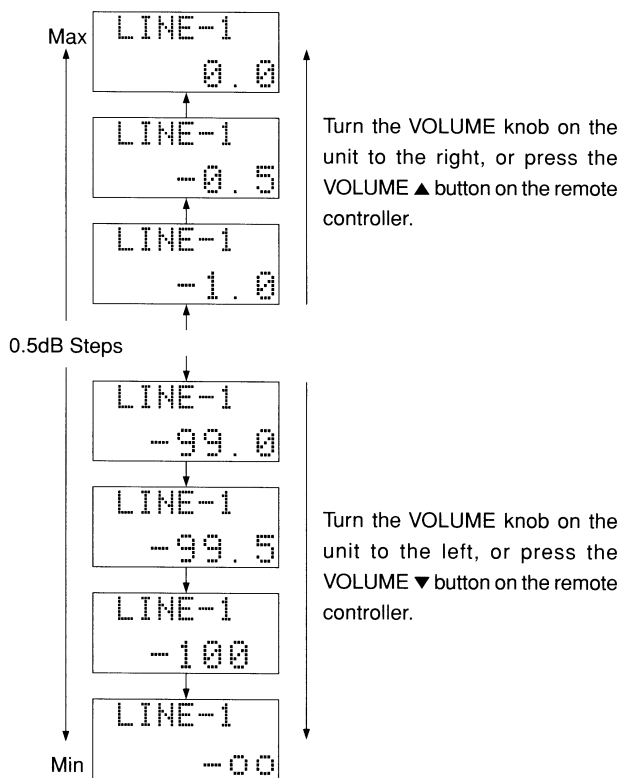 Max
LINE-1
0.0
LINE-1
-0.5
LINE-1
-1.0
Turn the VOLUME knob on the
unit to the right, or press the
VOLUME ▲ button on the remote
controller.
0.5dB Steps
LINE-1
-99.0
LINE-1
-99.5
LINE-1
-100
LINE-1
-oo
Min
Turn the VOLUME knob on the
unit to the left, or press the
VOLUME ▼ button on the remote
controller.